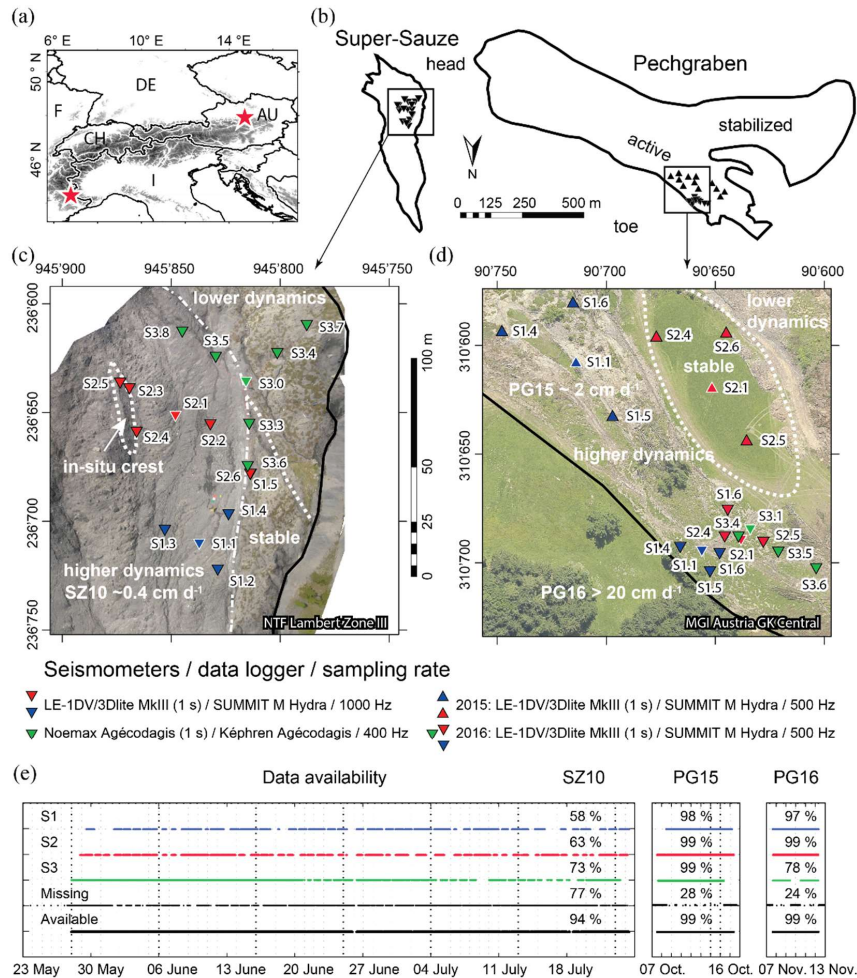 (a)
6 ° E 10 ° E 14 ° E
50 ° N
46 ° N
DE
F
AU
CH
I
(b)
Super-Sauze
head
Pechgraben
stabilized
active
N
0 125 250 500 m
toe
(c)
945'900 945'850 945'800 945'750
236'600
236'650
236'700
236'750
lower dynamics
S3.7
S3.8
S3.5
S3.4
S2.5
S2.3
S3.0
S2.1
S2.2
S3.3
S2.4
in-situ crest
S3.6
S2.6
S1.5
S1.4
S1.3
S1.1
stable
higher dynamics
SZ10 ~0.4 cm d⁻¹
S1.2
NTF Lambert Zone III
100 m
50
25
0
(d)
90'750 90'700 90'650 90'600
310'600
310'650
310'700
S1.6
lower dynamics
S1.4
S2.4
S2.6
S1.1
stable
PG15 ~ 2 cm d⁻¹
S2.1
S1.5
higher dynamics
S2.5
S1.6
S3.1
S3.4
S2.4
S2.5
S1.4
S2.1
S3.5
S1.1
S1.6
S3.6
S1.5
PG16 > 20 cm d⁻¹
MGI Austria GK Central
Seismometers / data logger / sampling rate
LE-1DV/3Dlite MkIII (1 s) / SUMMIT M Hydra / 1000 Hz
Noemax Agécodagis (1 s) / Képhren Agécodagis / 400 Hz
2015: LE-1DV/3Dlite MkIII (1 s) / SUMMIT M Hydra / 500 Hz
2016: LE-1DV/3Dlite MkIII (1 s) / SUMMIT M Hydra / 500 Hz
(e)
Data availability SZ10 PG15 PG16
S1 58 % 98 % 97 %
S2 63 % 99 % 99 %
S3 73 % 99 % 78 %
Missing 77 % 28 % 24 %
Available 94 % 99 % 99 %
23 May 30 May 06 June 13 June 20 June 27 June 04 July 11 July 18 July 07 Oct. 16 Oct. 07 Nov. 13 Nov.